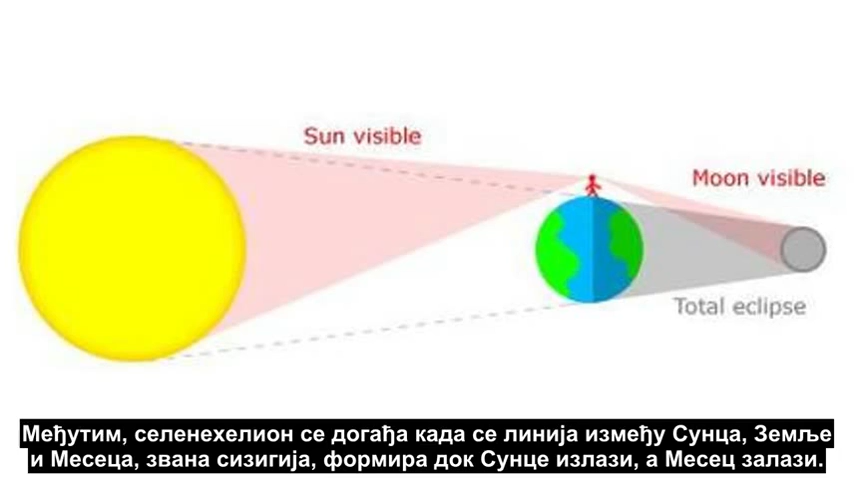 Sun visible
Moon visible
Total eclipse
Међутим, селенехелион се догађа када се линија између Сунца, Земље
и Месеца, звана сизигија, формира док Сунце излази, а Месец залази.